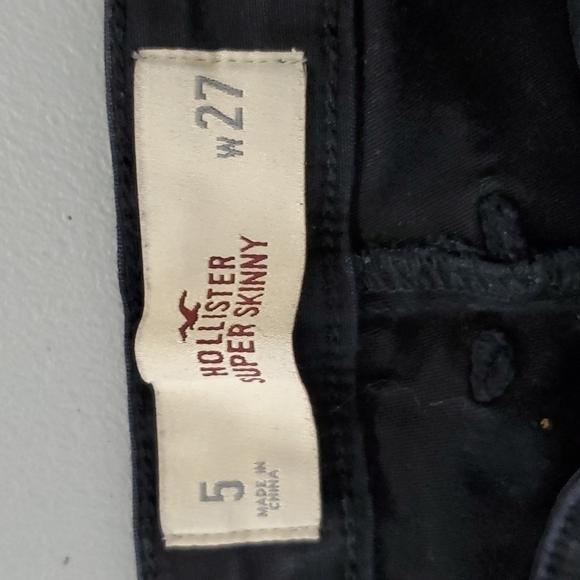 5
MADE IN
CHINA
HOLLISTER
SUPER SKINNY
W 27